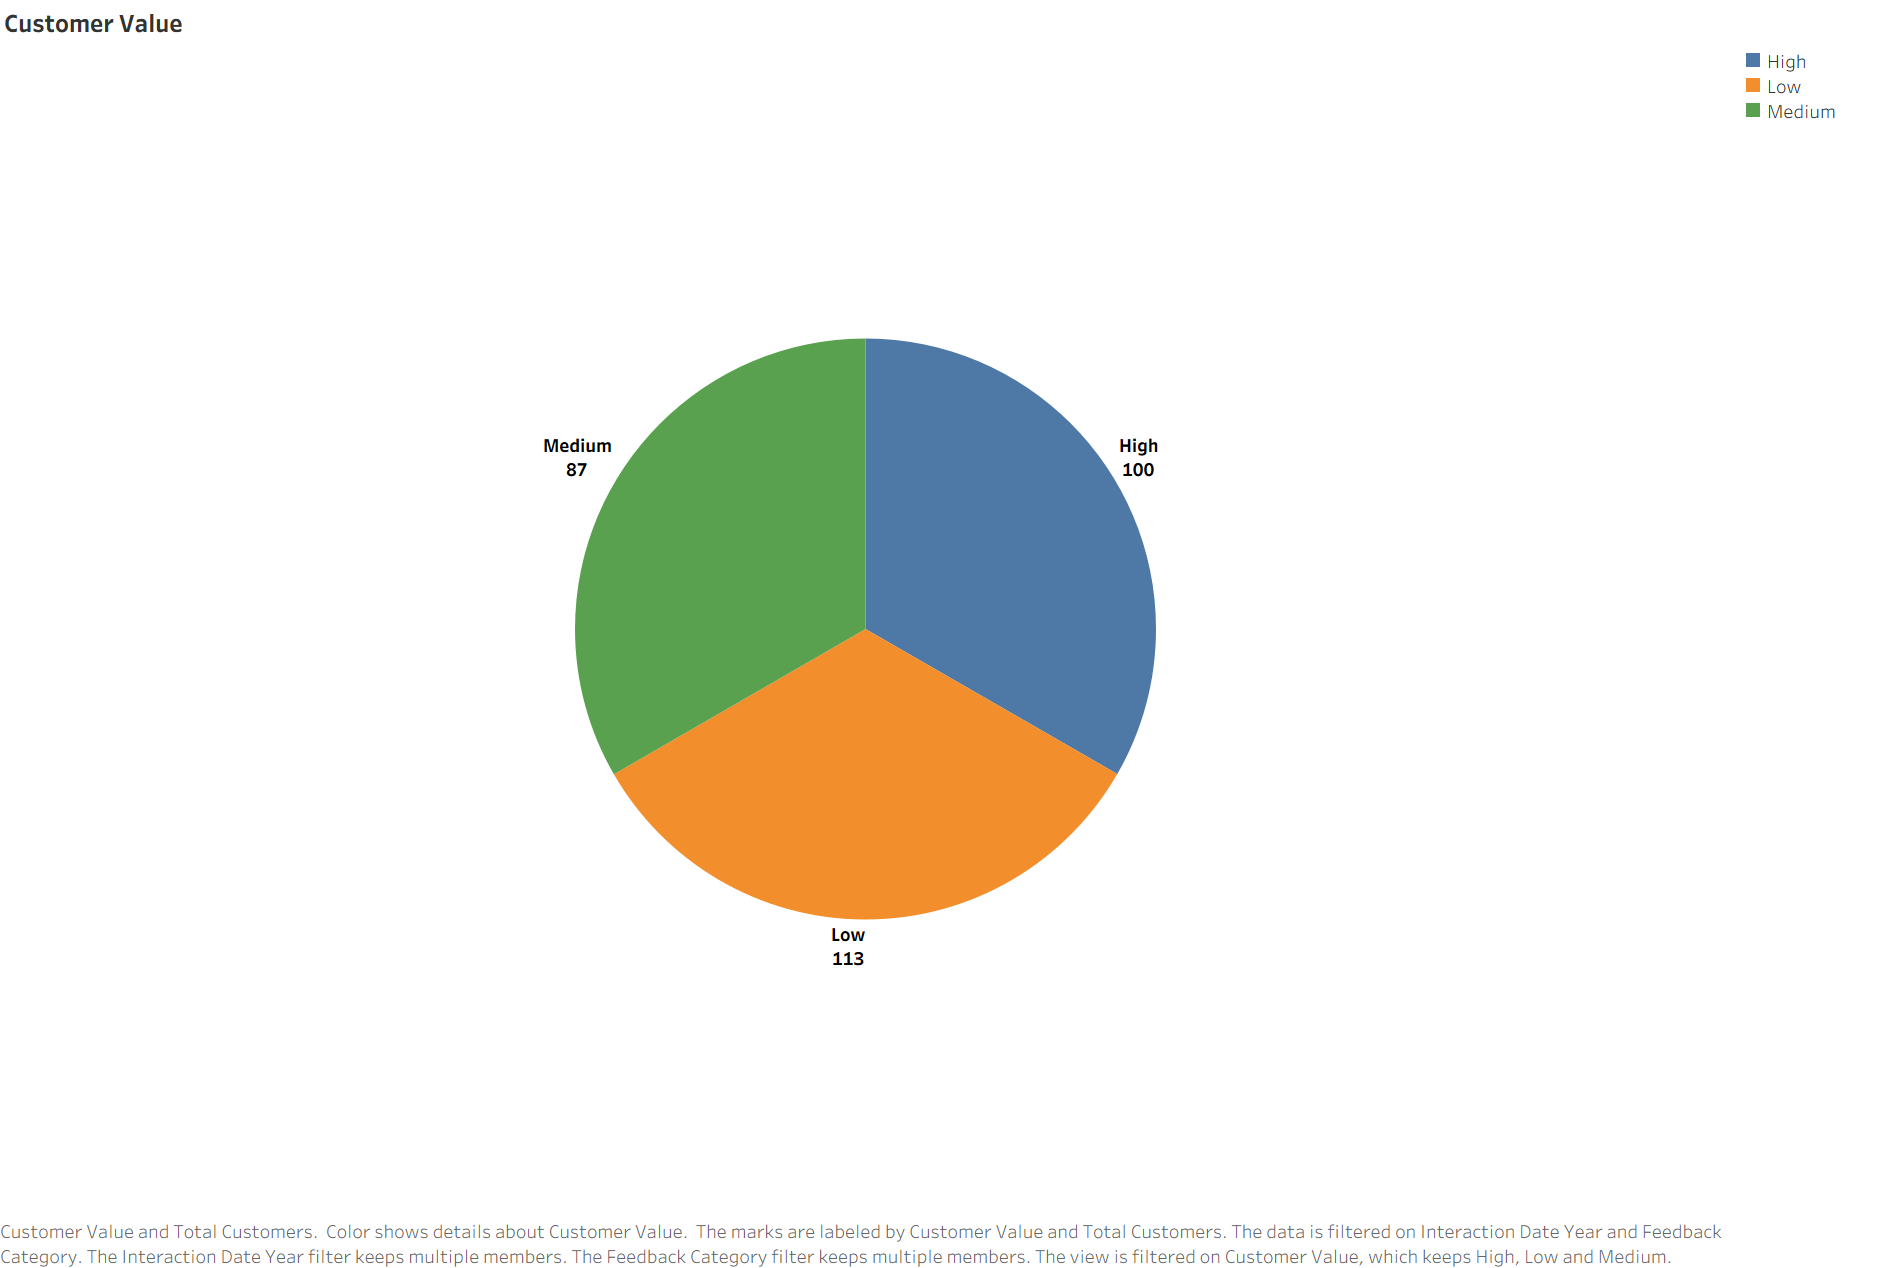 Customer Value
High
Low
Medium
Medium
87
High
100
Low
113
Customer Value and Total Customers.  Color shows details about Customer Value.  The marks are labeled by Customer Value and Total Customers. The data is filtered on Interaction Date Year and Feedback
Category. The Interaction Date Year filter keeps multiple members. The Feedback Category filter keeps multiple members. The view is filtered on Customer Value, which keeps High, Low and Medium.